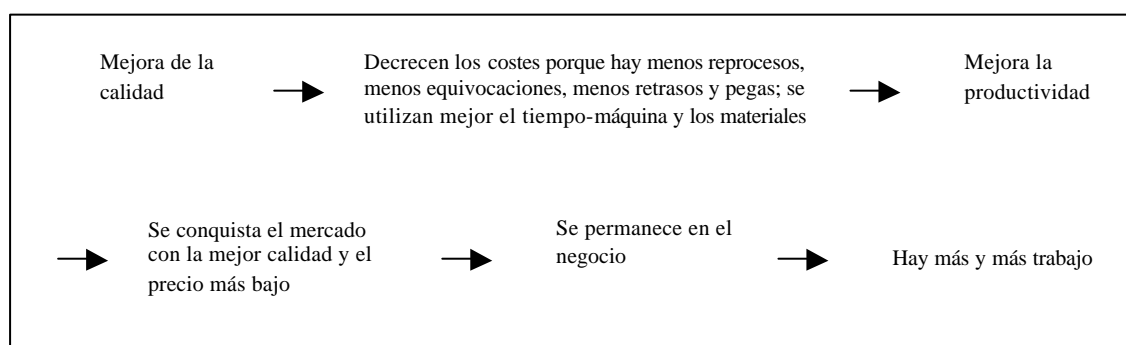 Mejora de la
calidad
Decrecen los costes porque hay menos reprocesos,
menos equivocaciones, menos retrasos y pegas; se
utilizan mejor el tiempo-máquina y los materiales
Mejora la
productividad
Se conquista el mercado
con la mejor calidad y el
precio más bajo
Se permanece en el
negocio
Hay más y más trabajo